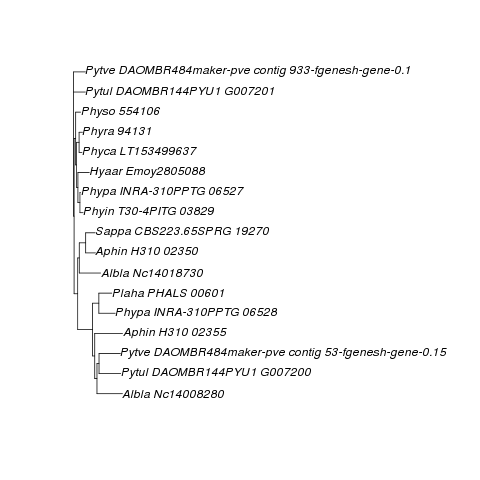 Pytve DAOMBR484maker-pve contig 933-fgenesh-gene-0.1
Pytul DAOMBR144PYU1 G007201
Physo 554106
Phyra 94131
Phyca LT153499637
Hyaar Emoy2805088
Phypa INRA-310PPTG 06527
Phyin T30-4PITG 03829
Sappa CBS223.65SPRG 19270
Aphin H310 02350
Albla Nc14018730
Plaha PHALS 00601
Phypa INRA-310PPTG 06528
Aphin H310 02355
Pytve DAOMBR484maker-pve contig 53-fgenesh-gene-0.15
Pytul DAOMBR144PYU1 G007200
Albla Nc14008280